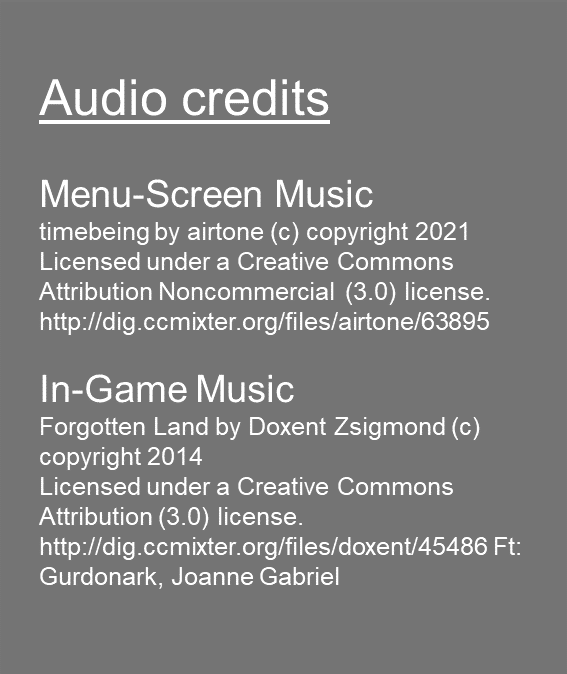 Audio credits
Menu-Screen Music
timebeing by airtone (c) copyright 2021
Licensed under a Creative Commons
Attribution Noncommercial (3.0) license.
http://dig.ccmixter.org/files/airtone/63895
In-Game Music
Forgotten Land by Doxent Zsigmond (c)
copyright 2014
Licensed under a Creative Commons
Attribution (3.0) license.
http://dig.ccmixter.org/files/doxent/45486 Ft:
Gurdonark, Joanne Gabriel